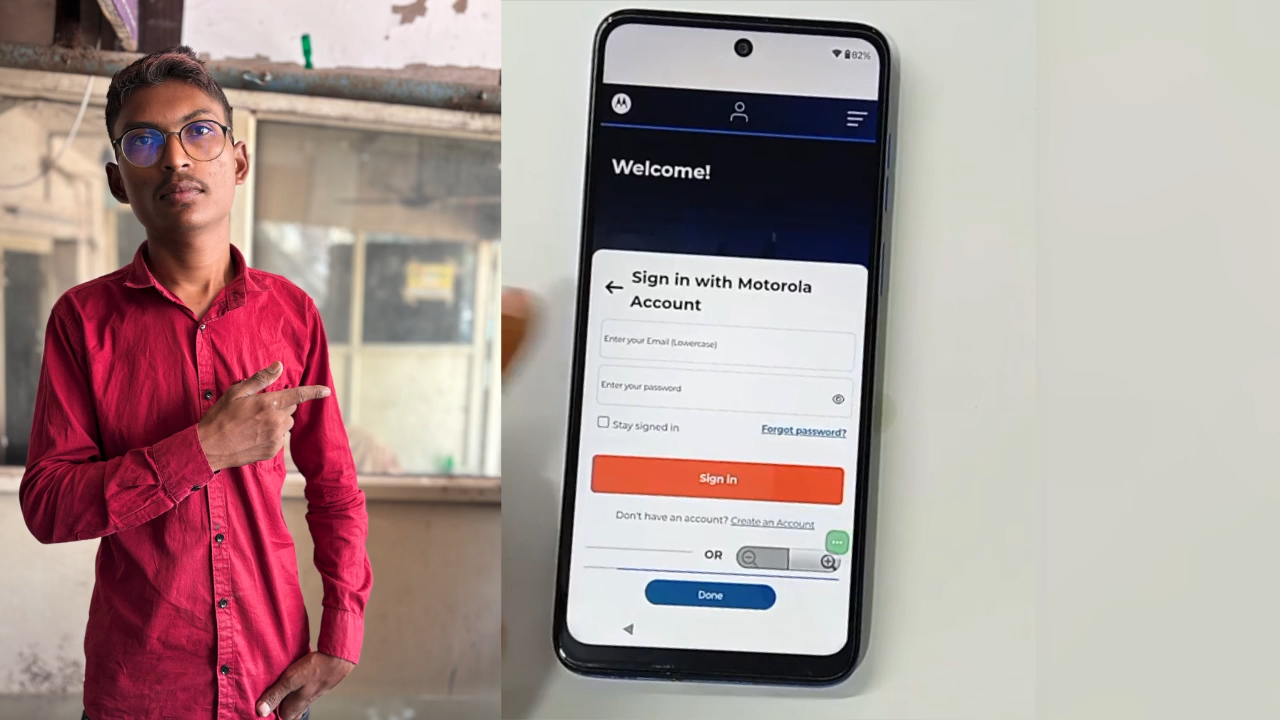 82%
Welcome!
Sign in with Motorola
Account
Enter your Email (Lowercase)
Enter your password
Stay signed in
Forgot password?
Sign in
Don't have an account? Create an Account
OR
Done